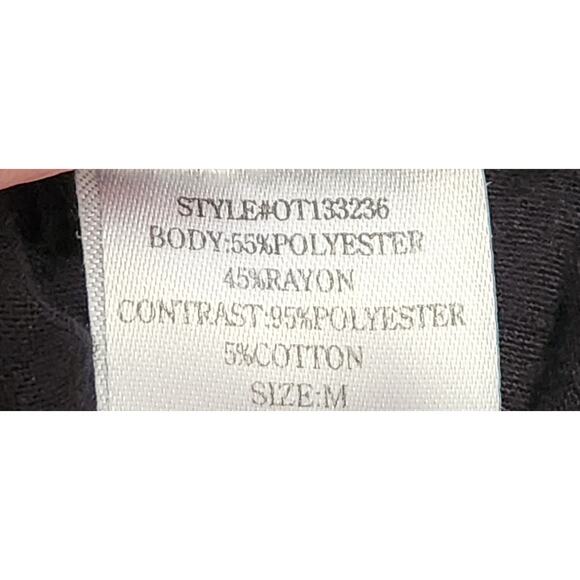 STYLE#OT133236
BODY:55%POLYESTER
45%RAYON
CONTRAST:95%POLYESTER
5%COTTON
SIZE:M